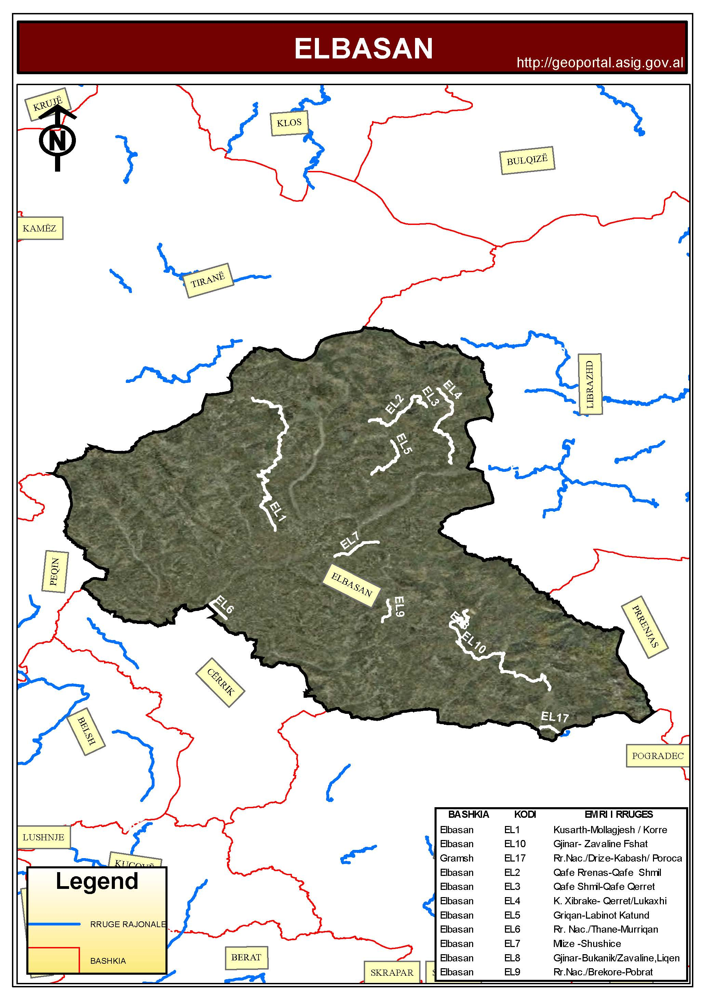 ELBASAN
http://geoportal.asig.gov.al
KRUJË
N
KLOS
BULQIZË
KAMËZ
TIRANË
LIBRAZHD
EL4
EL3
EL2
EL5
EL1
EL7
PEQIN
ELBASAN
EL6
EL9
PRRENJAS
EL10
CËRRIK
BELSH
EL17
POGRADEC
LUSHNJE
BERAT
SKRAPAR
Legend
RRUGE RAJONALE
BASHKIA
BASHKIA KODI EMRI I RRUGES
Elbasan EL1 Kusarth-Mollagjesh / Korre
Elbasan EL10 Gjinar- Zavaline Fshat
Gramsh EL17 Rr.Nac./Drize-Kabash/ Poroca
Elbasan EL2 Qafe Rrenas-Qafe Shmil
Elbasan EL3 Qafe Shmil-Qafe Qerret
Elbasan EL4 K. Xibrake- Qerret/Lukaxhi
Elbasan EL5 Griqan-Labinot Katund
Elbasan EL6 Rr. Nac./Thane-Murriqan
Elbasan EL7 Mlize -Shushice
Elbasan EL8 Gjinar-Bukanik/Zavaline,Liqen
Elbasan EL9 Rr.Nac./Brekore-Pobrat